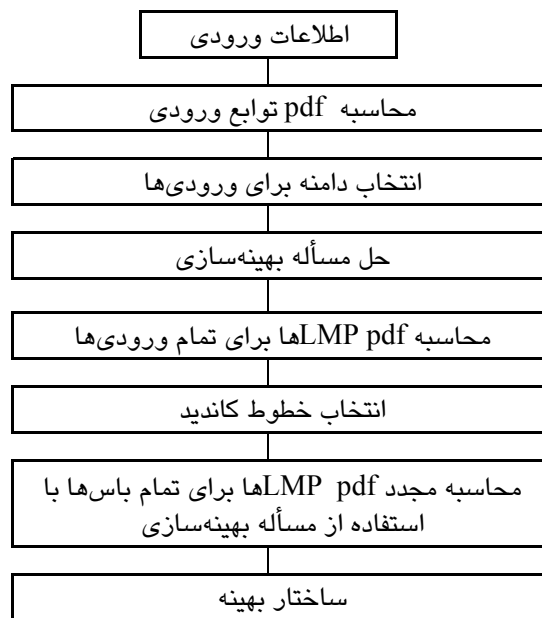 اطلاعات ورودی
محاسبه pdf توابع ورودی
انتخاب دامنه برای ورودی‌ها
حل مسأله بهینه‌سازی
محاسبه LMP pdfها برای تمام ورودی‌ها
انتخاب خطوط کاندید
محاسبه مجدد LMP pdfها برای تمام باس‌ها با
استفاده از مسأله بهینه‌سازی
ساختار بهینه